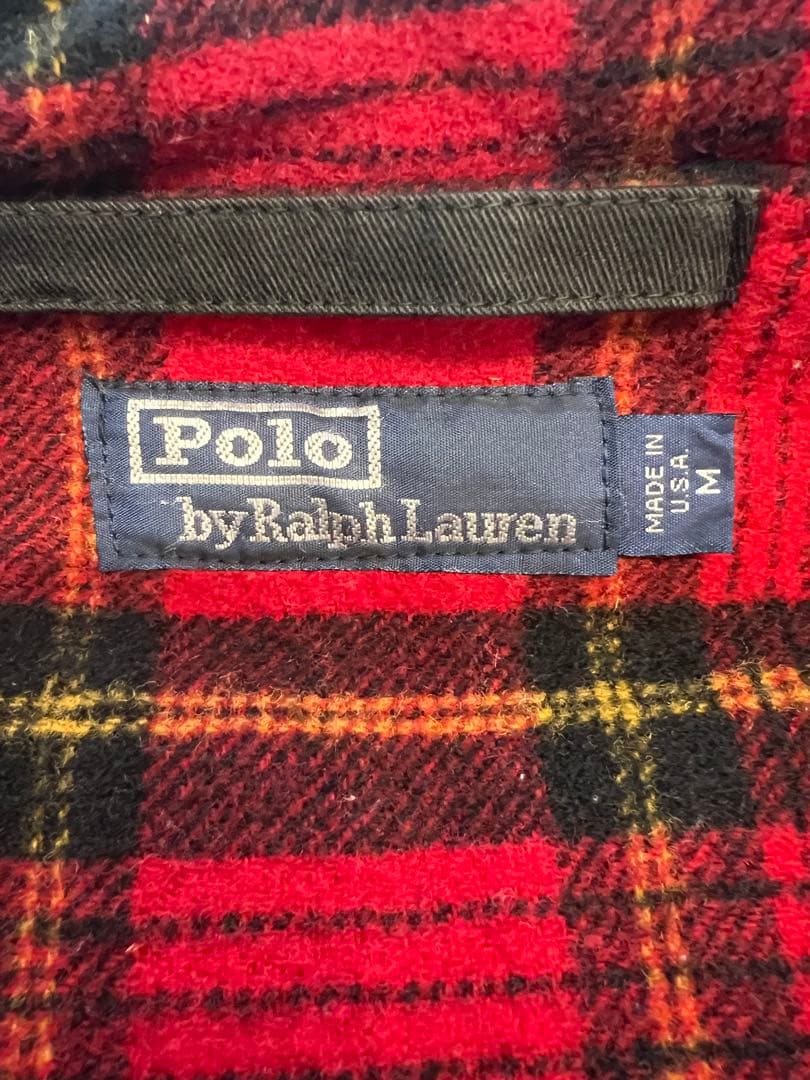 Polo
by Ralph Lauren
MADE IN
U.S.A.
M